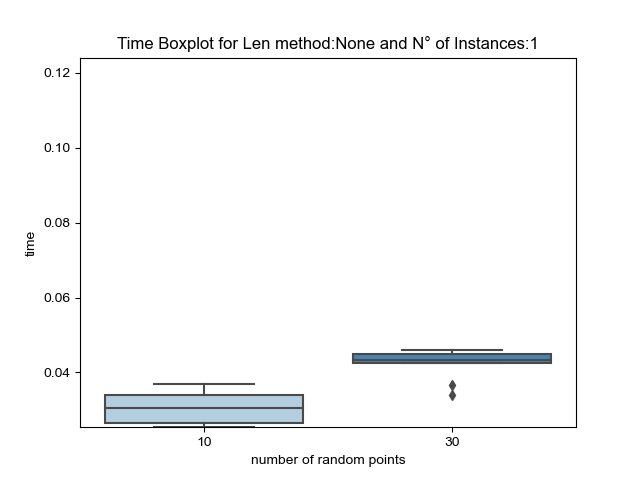 Time Boxplot for Len method:None and N° of Instances:1
0.12
0.10
0.08
0.06
0.04
time
10
30
number of random points